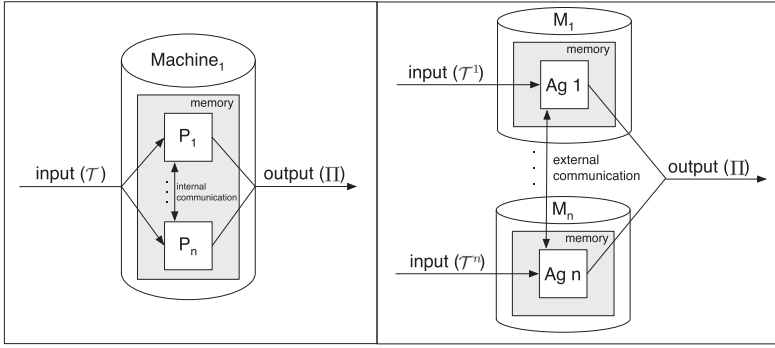 Machine₁
memory
P₁
input (𝒯)
output (Π)
internal
communication
Pₙ
M₁
memory
input (𝒯¹)
Ag 1
external
communication
output (Π)
Mₙ
memory
input (𝒯ⁿ)
Ag n